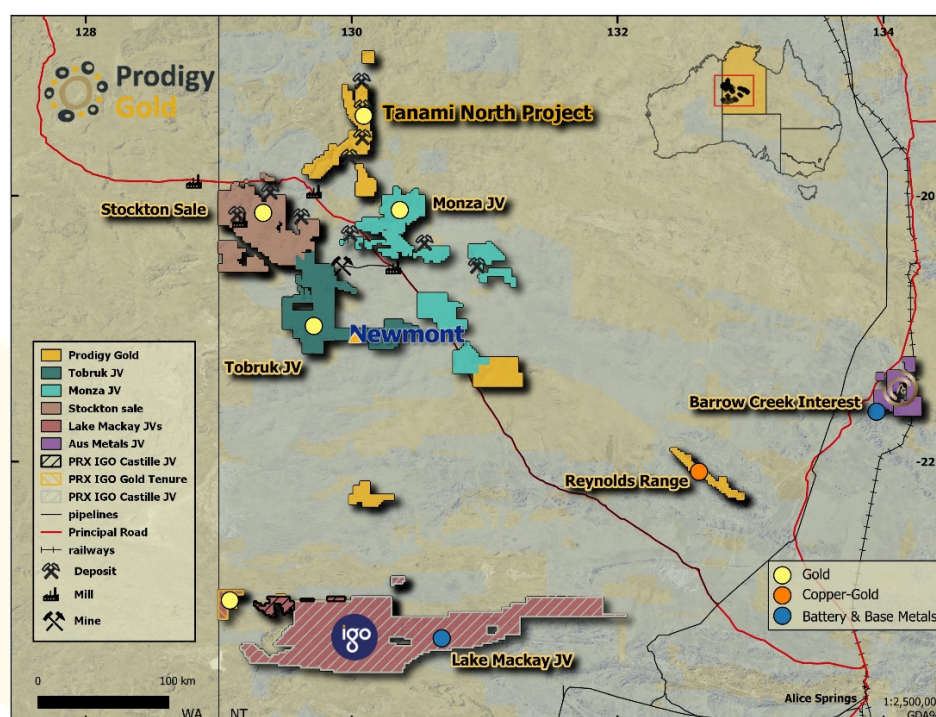 128
130
132
134
Prodigy
Gold
Tanami North Project
-20
Stockton Sale
Monza JV
Newmont
Tobruk JV
Prodigy Gold
Tobruk JV
Monza JV
Stockton sale
Lake Mackay JVs
Aus Metals JV
PRX IGO Castille JV
PRX IGO Gold Tenure
PRX IGO Castille JV
pipelines
Principal Road
railways
Deposit
Mill
Mine
Barrow Creek Interest
-22
Reynolds Range
Gold
Copper-Gold
Battery & Base Metals
igo
Lake Mackay JV
0
100 km
WA
NT
Alice Springs
1:2,500,00